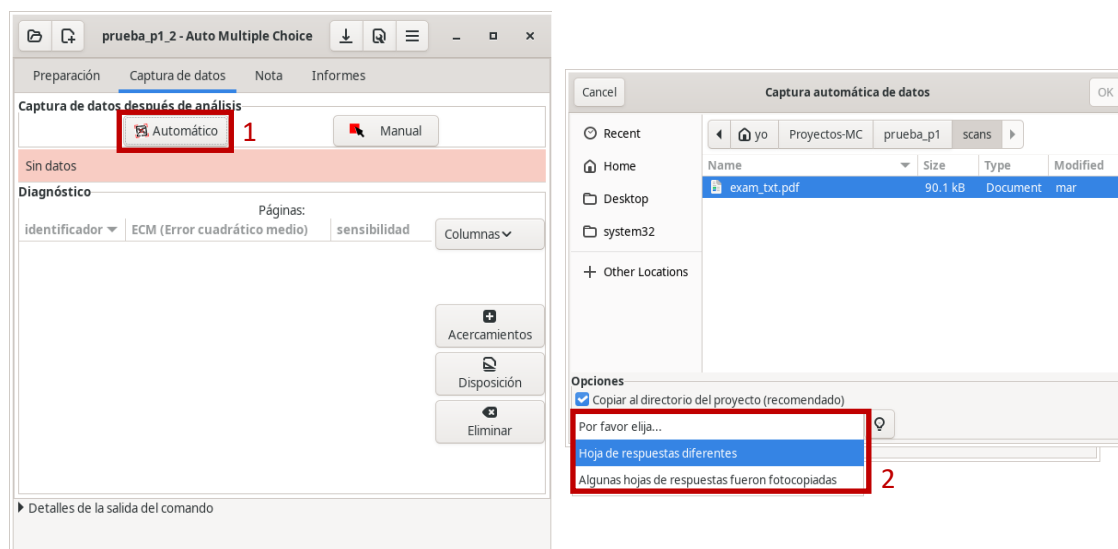 prueba_p1_2 - Auto Multiple Choice
Preparación Captura de datos Nota Informes
Captura de datos después de análisis
Automático 1 Manual
Sin datos
Diagnóstico
Páginas:
identificador ECM (Error cuadrático medio) sensibilidad
Columnas
Acercamientos
Disposición
Eliminar
Detalles de la salida del comando
Cancel Captura automática de datos OK
Recent
Home
Desktop
system32
Other Locations
yo Proyectos-MC prueba_p1 scans
Name Size Type Modified
exam_txt.pdf 90.1 kB Document mar
Opciones
Copiar al directorio del proyecto (recomendado)
Por favor elija...
Hoja de respuestas diferentes
Algunas hojas de respuestas fueron fotocopiadas
2